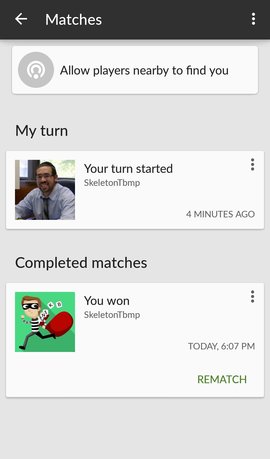 Matches
Allow players nearby to find you
My turn
Your turn started
SkeletonTbmp
4 MINUTES AGO
Completed matches
You won
SkeletonTbmp
TODAY, 6:07 PM
REMATCH